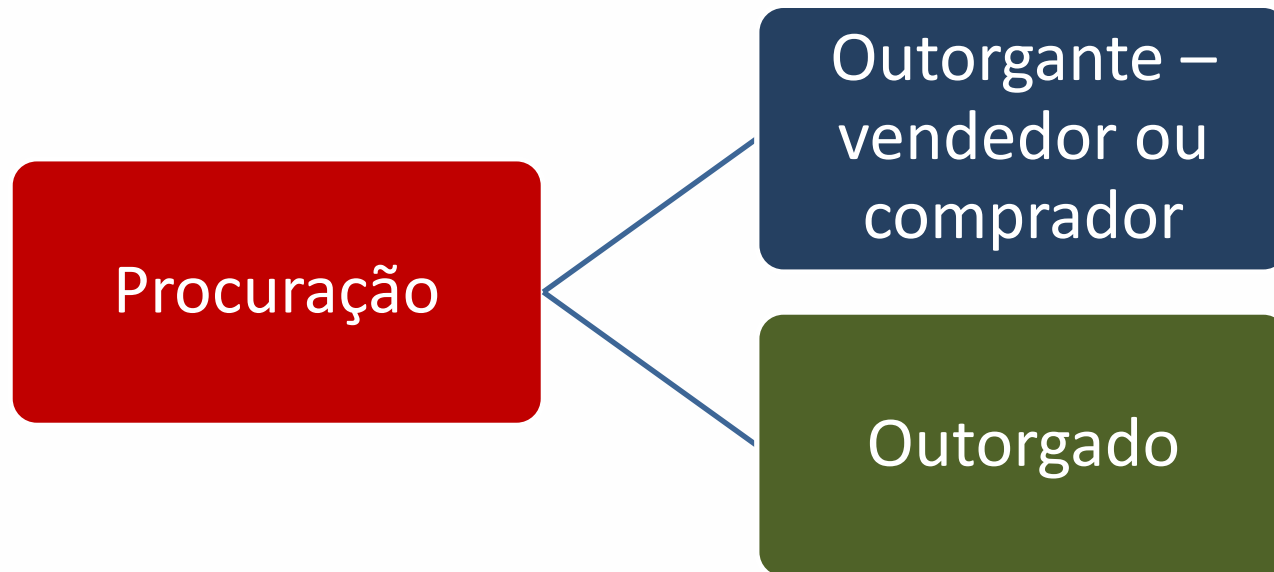 Procuração
Outorgante –
vendedor ou
comprador
Outorgado